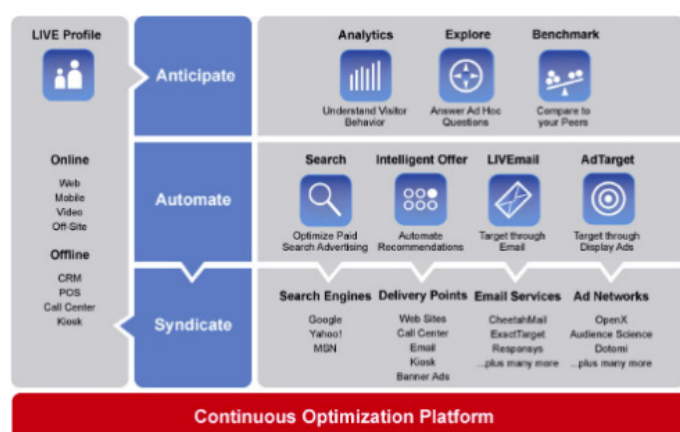 LIVE Profile
Online
Web
Mobile
Video
Off-Site
Offline
CRM
POS
Call Center
Kiosk
Anticipate
Analytics
Understand Visitor
Behavior
Explore
Answer Ad Hoc
Questions
Benchmark
Compare to
your Peers
Automate
Search
Optimize Paid
Search Advertising
Intelligent Offer
Automate
Recommendations
LIVEmail
Target through
Email
AdTarget
Target through
Display Ads
Syndicate
Search Engines
Google
Yahoo!
MSN
Delivery Points
Web Sites
Call Center
Email
Kiosk
Banner Ads
Email Services
CheetahMail
ExactTarget
Responsys
...plus many more
Ad Networks
OpenX
Audience Science
Dotomi
...plus many more
Continuous Optimization Platform